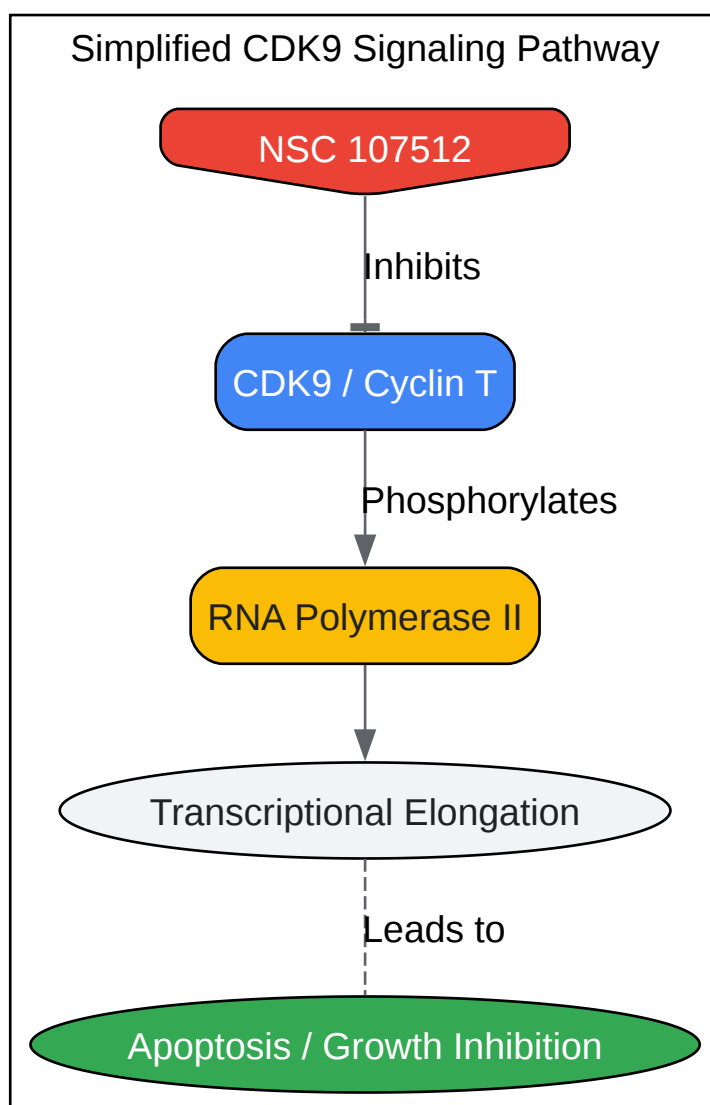 Simplified CDK9 Signaling Pathway
NSC 107512
Inhibits
CDK9 / Cyclin T
Phosphorylates
RNA Polymerase II
Transcriptional Elongation
Leads to
Apoptosis / Growth Inhibition